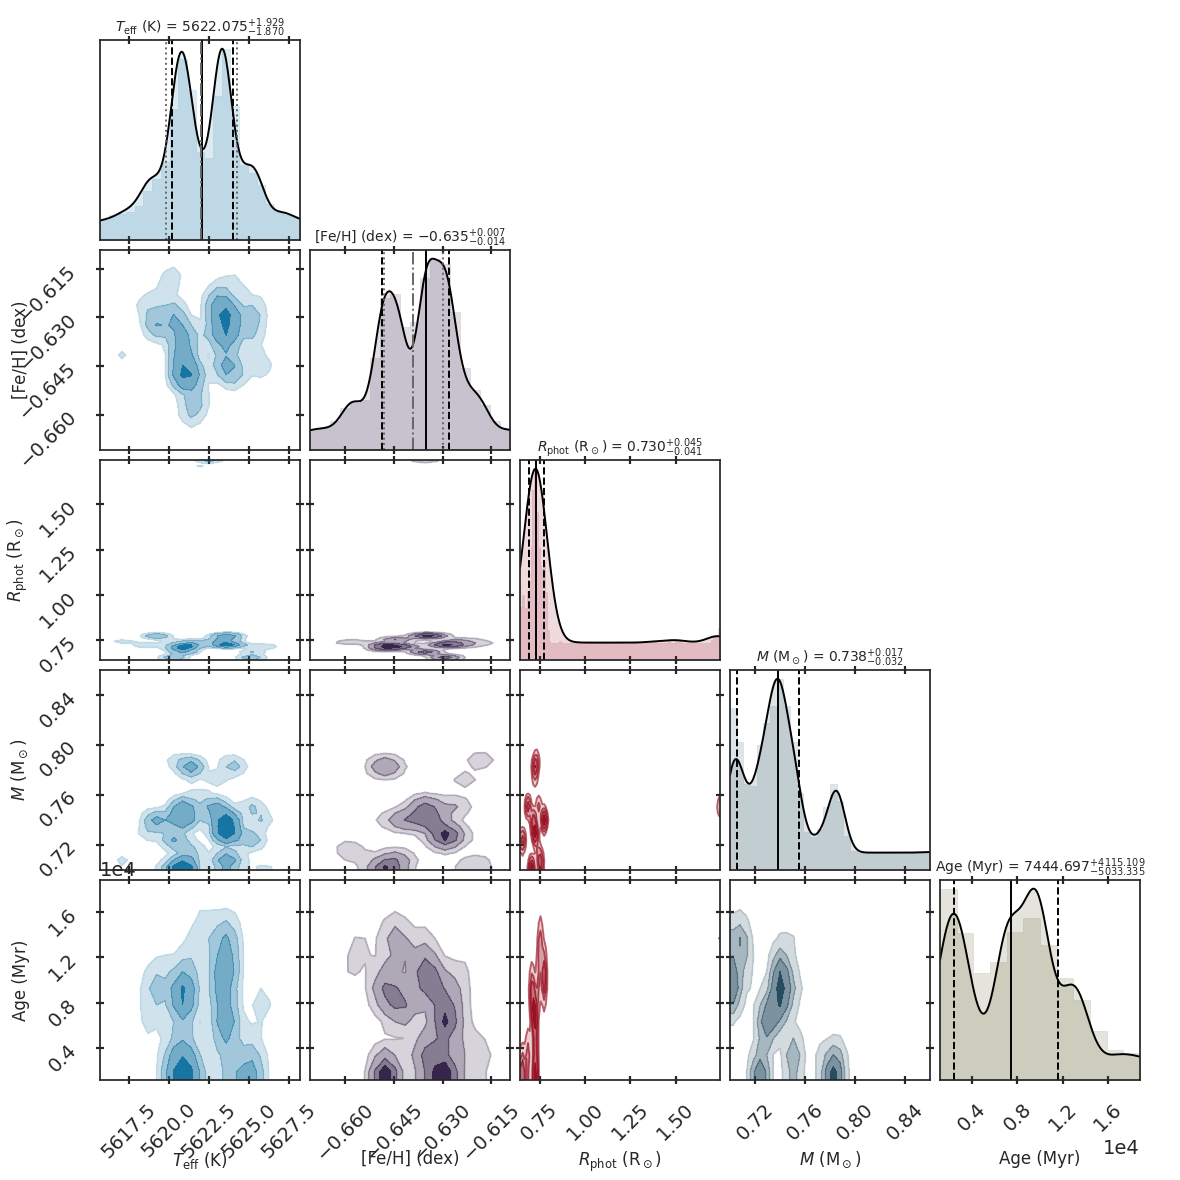 T_eff (K) = 5622.075^{+1.929}_{−1.870}
[Fe/H] (dex) = −0.635^{+0.007}_{−0.014}
−0.615
−0.630
−0.645
−0.660
[Fe/H] (dex)
R_phot (R_⊙) = 0.730^{+0.045}_{−0.041}
1.50
1.25
1.00
0.75
R_phot (R_⊙)
M (M_⊙) = 0.738^{+0.017}_{−0.032}
0.84
0.80
0.76
0.72
M (M_⊙)
1e4
Age (Myr) = 7444.697^{+4115.109}_{−5033.335}
1.6
1.2
0.8
0.4
Age (Myr)
5617.5 5620.0 5622.5 5625.0 5627.5 −0.660 −0.645 −0.630 −0.615 0.75 1.00 1.25 1.50 0.72 0.76 0.80 0.84 0.4 0.8 1.2 1.6
1e4
T_eff (K) [Fe/H] (dex) R_phot (R_⊙) M (M_⊙) Age (Myr)